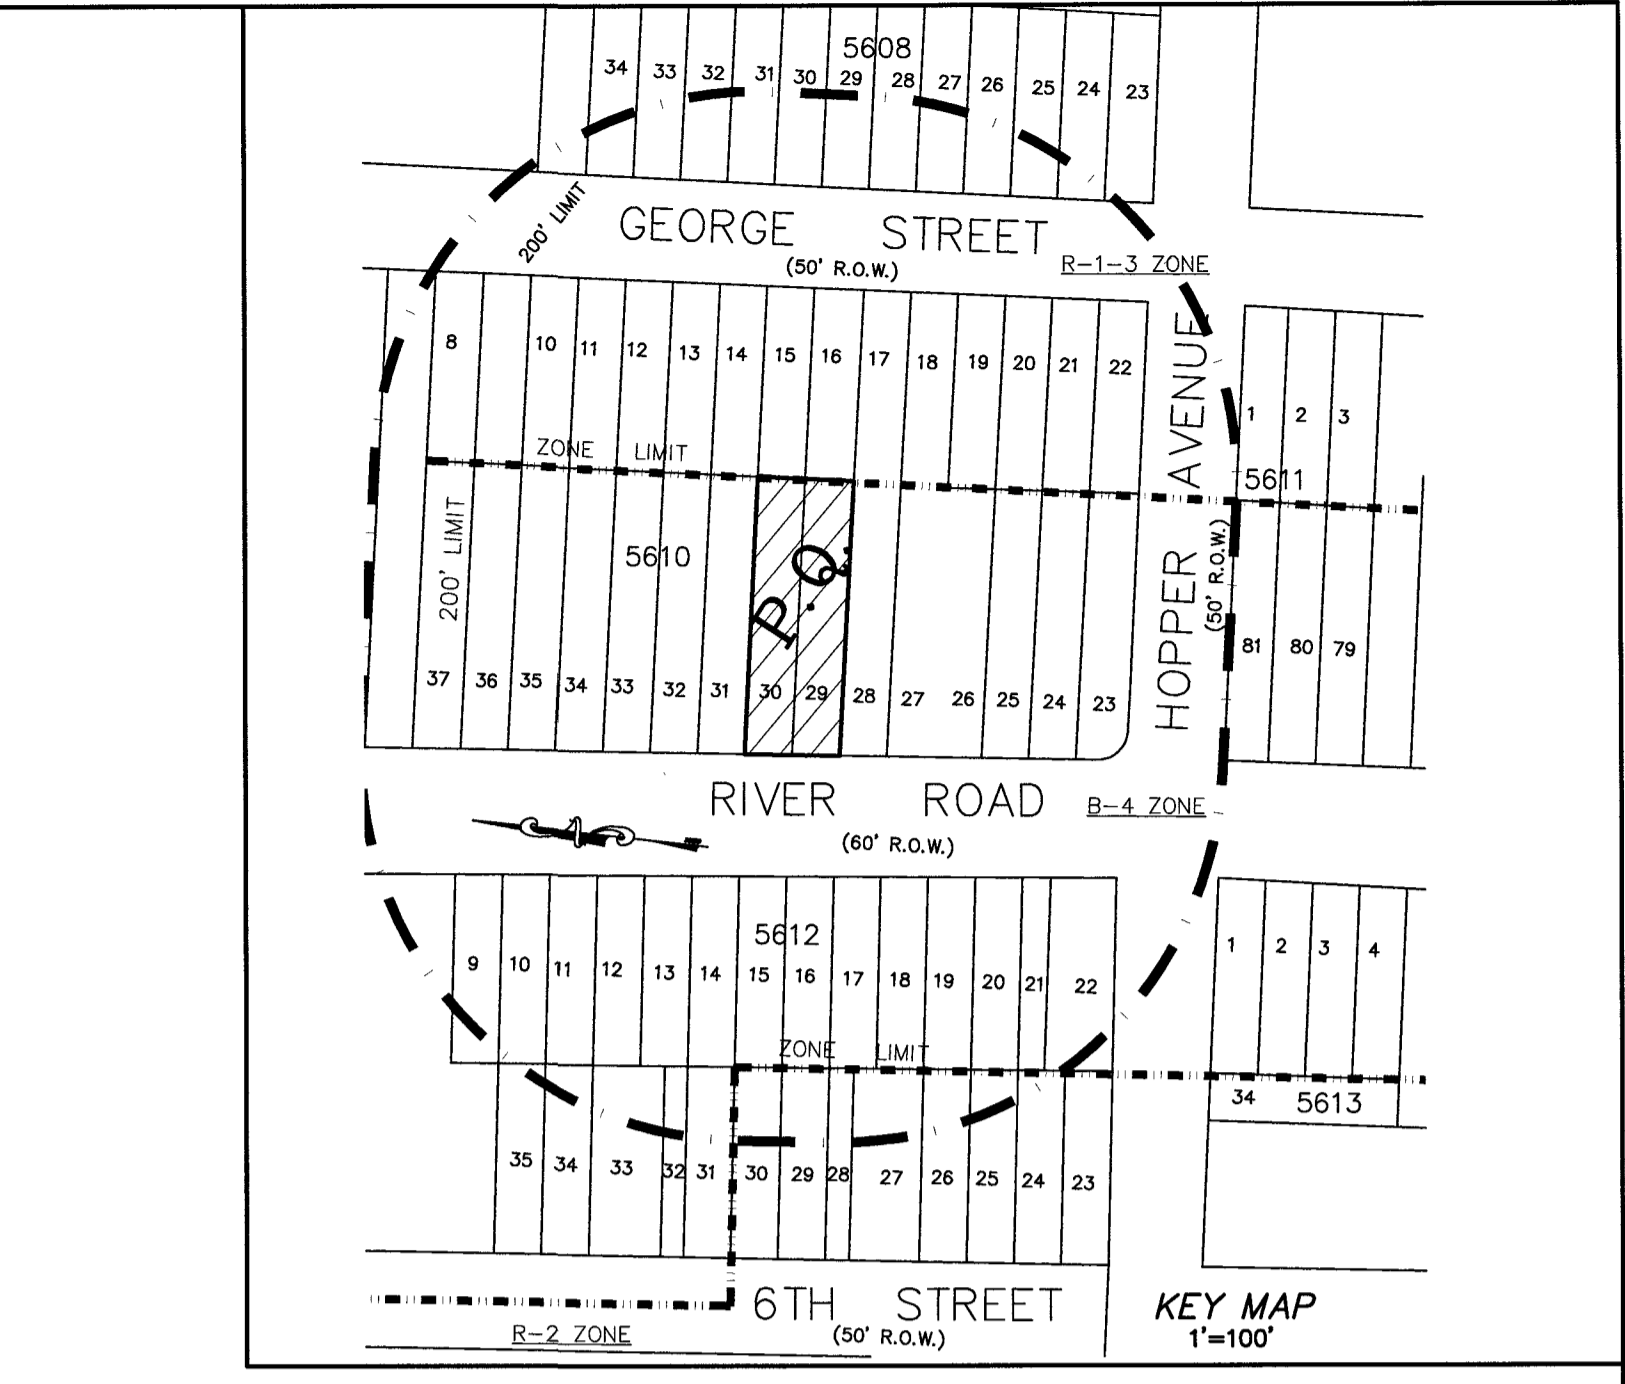 5608
34 33 32 31 30 29 28 27 26 25 24 23
200' LIMIT
GEORGE STREET
(50' R.O.W.)
R-1-3 ZONE
8 10 11 12 13 14 15 16 17 18 19 20 21 22
HOPPER AVENUE
(50' R.O.W.)
1 2 3
5611
ZONE LIMIT
200' LIMIT
5610
P.Q.
81 80 79
37 36 35 34 33 32 31 30 29 28 27 26 25 24 23
RIVER ROAD
(60' R.O.W.)
B-4 ZONE
5612
9 10 11 12 13 14 15 16 17 18 19 20 21 22
1 2 3 4
ZONE LIMIT
34 5613
35 34 33 32 31 30 29 28 27 26 25 24 23
6TH STREET
(50' R.O.W.)
R-2 ZONE
KEY MAP
1'=100'